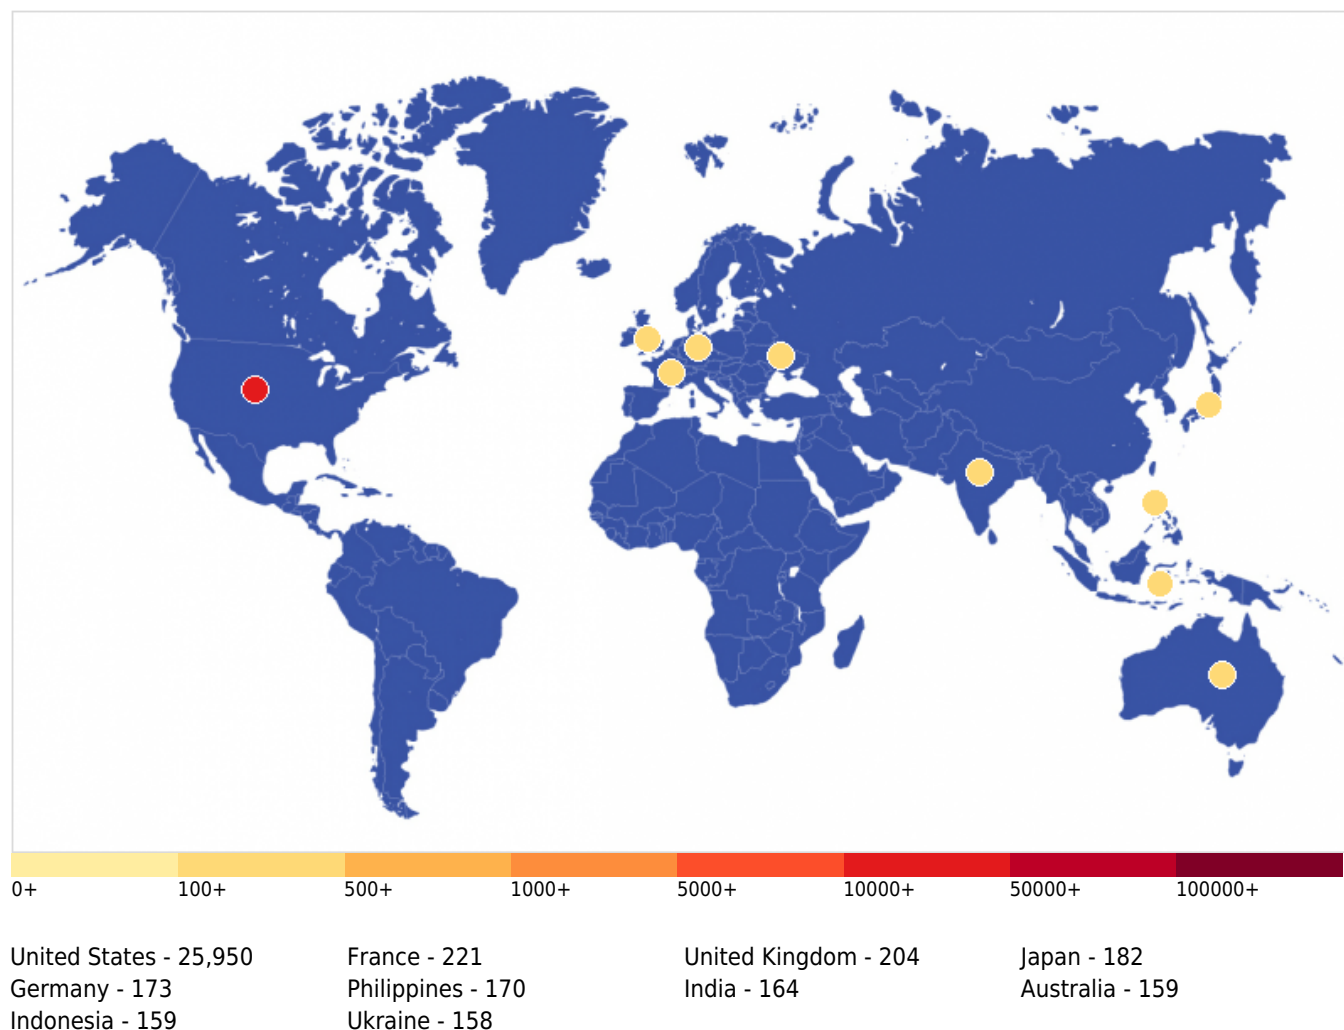 0+ 100+ 500+ 1000+ 5000+ 10000+ 50000+ 100000+
United States - 25,950 France - 221 United Kingdom - 204 Japan - 182
Germany - 173 Philippines - 170 India - 164 Australia - 159
Indonesia - 159 Ukraine - 158